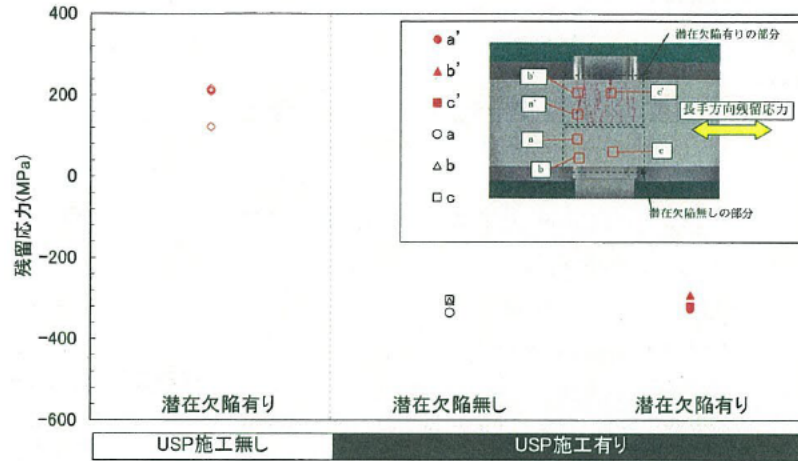 400
200
0
-200
-400
-600
残留応力(MPa)
a'
b'
c'
a
b
c
潜在欠陥有りの部分
b'
c'
a'
長手方向残留応力
a
c
b
潜在欠陥無しの部分
潜在欠陥有り
潜在欠陥無し
潜在欠陥有り
USP施工無し
USP施工有り